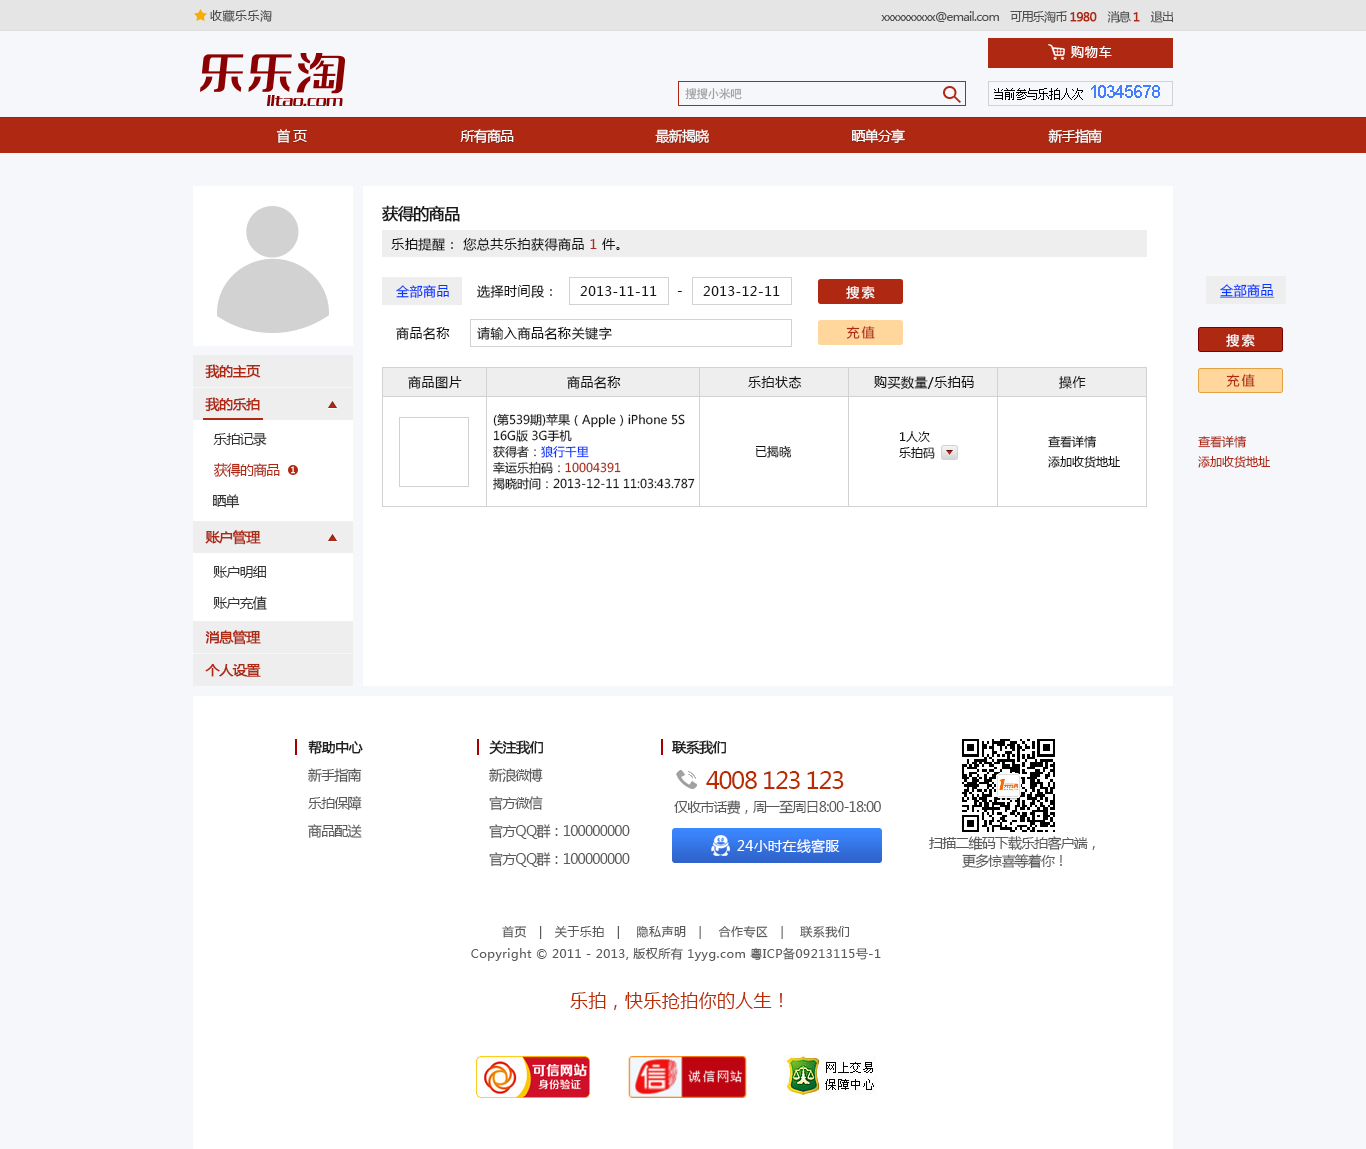 收藏乐乐淘
xxxxxxxxxx@email.com 可用乐淘币 1980 消息 1 退出
购物车
乐乐淘
lltao.com
搜搜小米吧
当前参与乐拍人次 10345678
首 页 所有商品 最新揭晓 晒单分享 新手指南
获得的商品
乐拍提醒： 您总共乐拍获得商品 1 件。
全部商品 选择时间段： 2013-11-11 - 2013-12-11 搜索
商品名称 请输入商品名称关键字 充值
商品图片 商品名称 乐拍状态 购买数量/乐拍码 操作
(第539期)苹果（Apple）iPhone 5S
16G版 3G手机
获得者：狼行千里
幸运乐拍码：10004391
揭晓时间：2013-12-11 11:03:43.787
已揭晓
1人次
乐拍码
查看详情
添加收货地址
全部商品
搜索
充值
查看详情
添加收货地址
我的主页
我的乐拍
乐拍记录
获得的商品 1
晒单
账户管理
账户明细
账户充值
消息管理
个人设置
帮助中心
新手指南
乐拍保障
商品配送
关注我们
新浪微博
官方微信
官方QQ群：100000000
官方QQ群：100000000
联系我们
4008 123 123
仅收市话费，周一至周日8:00-18:00
24小时在线客服
扫描二维码下载乐拍客户端，
更多惊喜等着你！
首页 | 关于乐拍 | 隐私声明 | 合作专区 | 联系我们
Copyright © 2011 - 2013, 版权所有 1yyg.com 粤ICP备09213115号-1
乐拍，快乐抢拍你的人生！
可信网站
身份验证
信 诚信网站
网上交易
保障中心